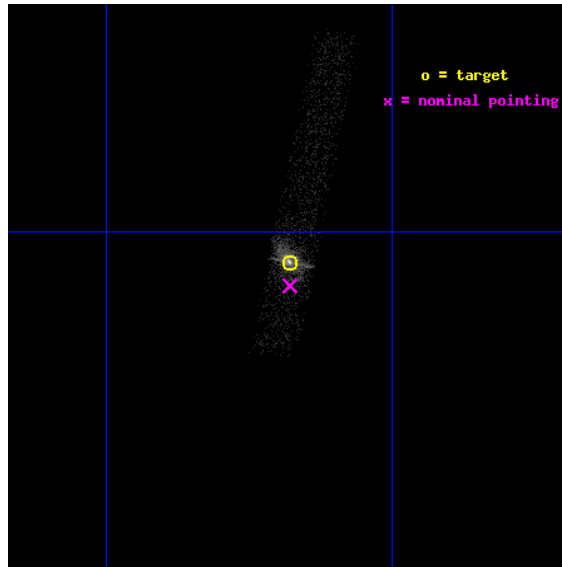 o = target
x = nominal pointing